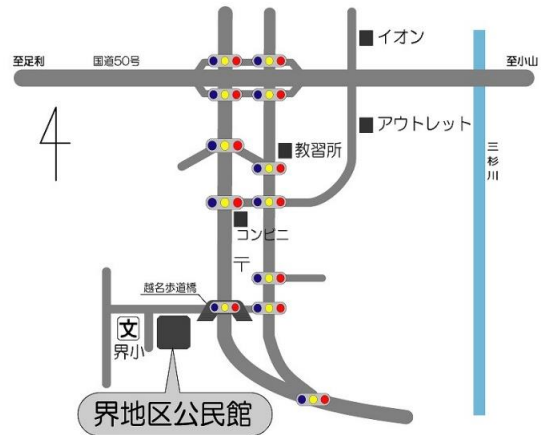 イオン
至足利
国道50号
至小山
アウトレット
教習所
三杉川
コンビニ
〒
越名歩道橋
文
界小
界地区公民館